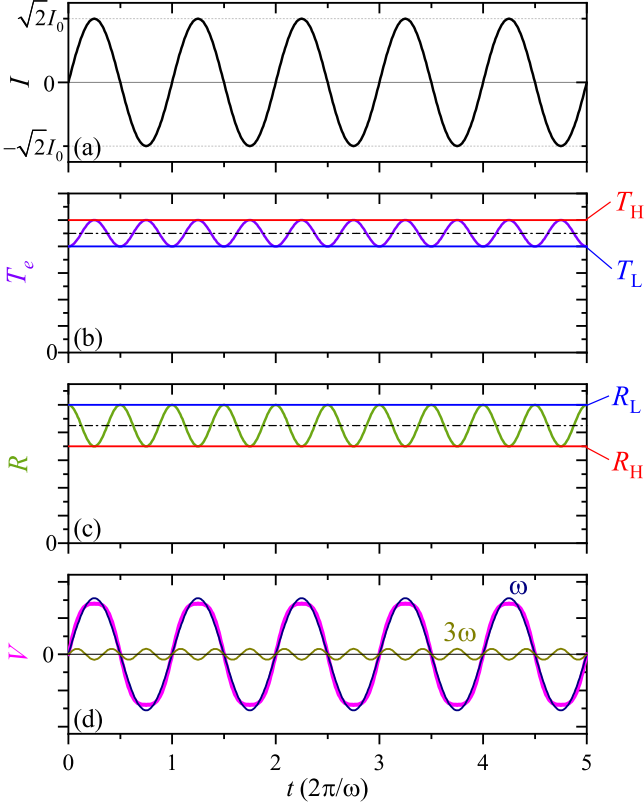 √2I₀
I
0
−√2I₀
(a)
T_H
T_e
T_L
0
(b)
R_L
R
R_H
0
(c)
ω
3ω
V
0
(d)
0 1 2 3 4 5
t (2π/ω)